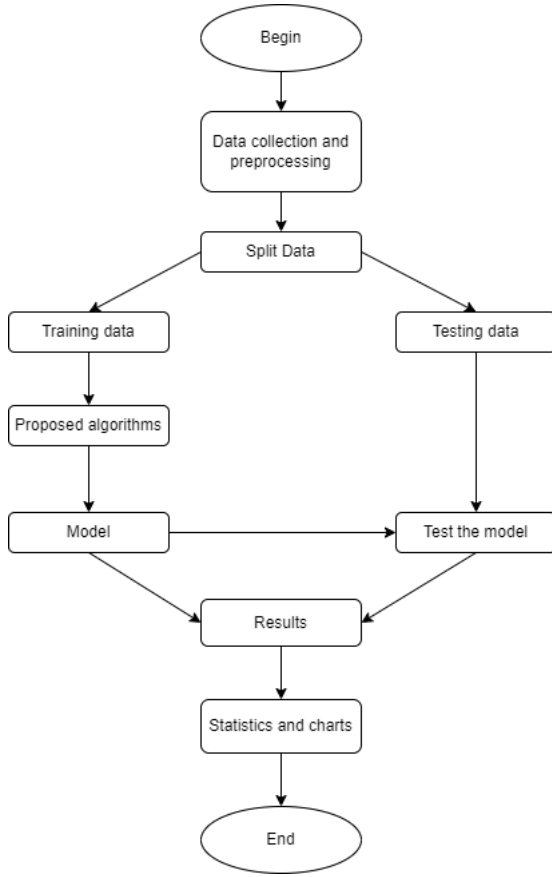 Begin
Data collection and
preprocessing
Split Data
Training data
Testing data
Proposed algorithms
Model
Test the model
Results
Statistics and charts
End